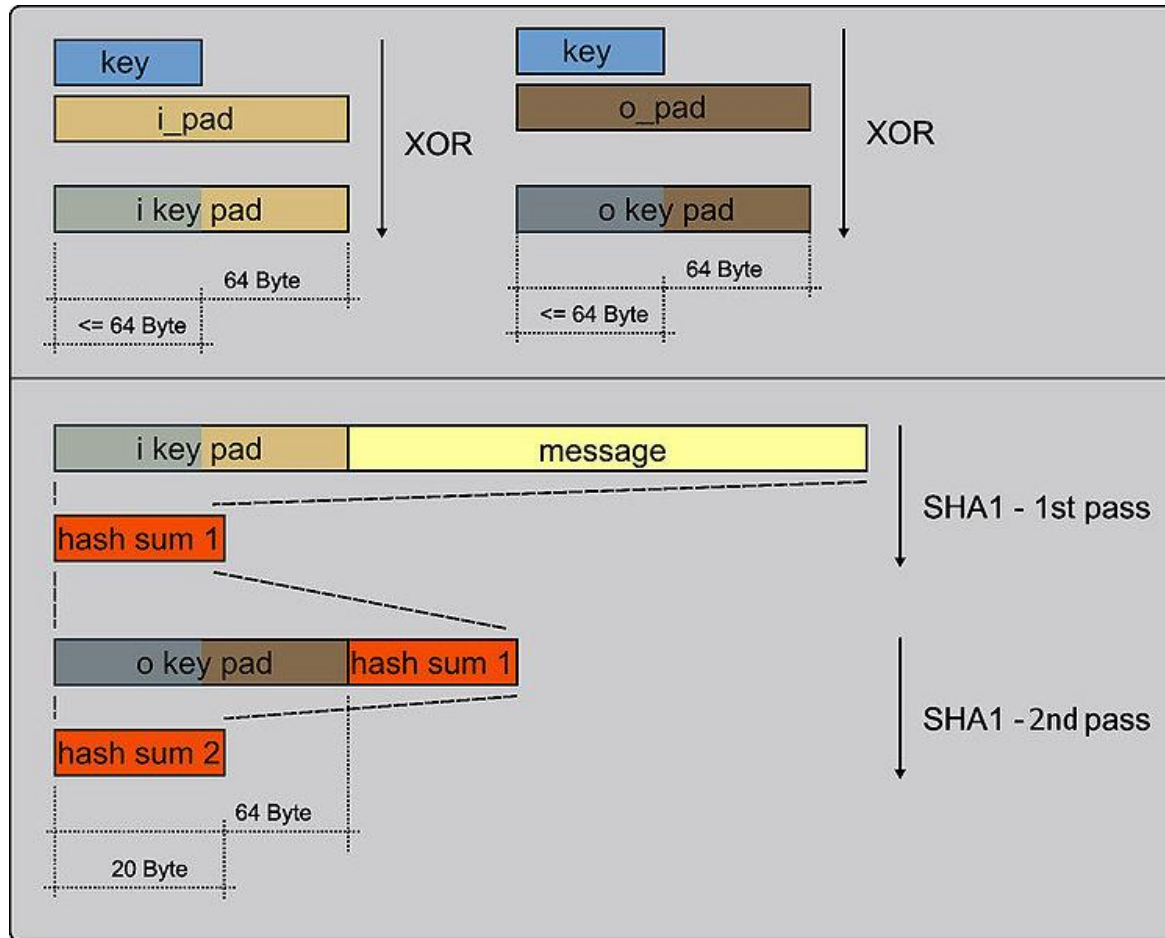 key
i_pad
XOR
i key pad
64 Byte
<= 64 Byte
key
o_pad
XOR
o key pad
64 Byte
<= 64 Byte
i key pad
message
SHA1 - 1st pass
hash sum 1
o key pad
hash sum 1
SHA1 - 2nd pass
hash sum 2
64 Byte
20 Byte